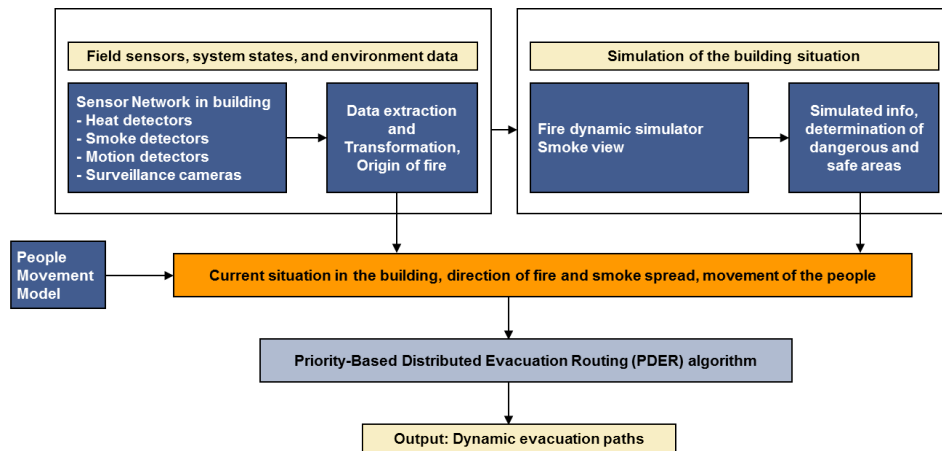 Field sensors, system states, and environment data
Simulation of the building situation
Sensor Network in building
- Heat detectors
- Smoke detectors
- Motion detectors
- Surveillance cameras
Data extraction
and
Transformation,
Origin of fire
Fire dynamic simulator
Smoke view
Simulated info,
determination of
dangerous and
safe areas
People
Movement
Model
Current situation in the building, direction of fire and smoke spread, movement of the people
Priority-Based Distributed Evacuation Routing (PDER) algorithm
Output: Dynamic evacuation paths